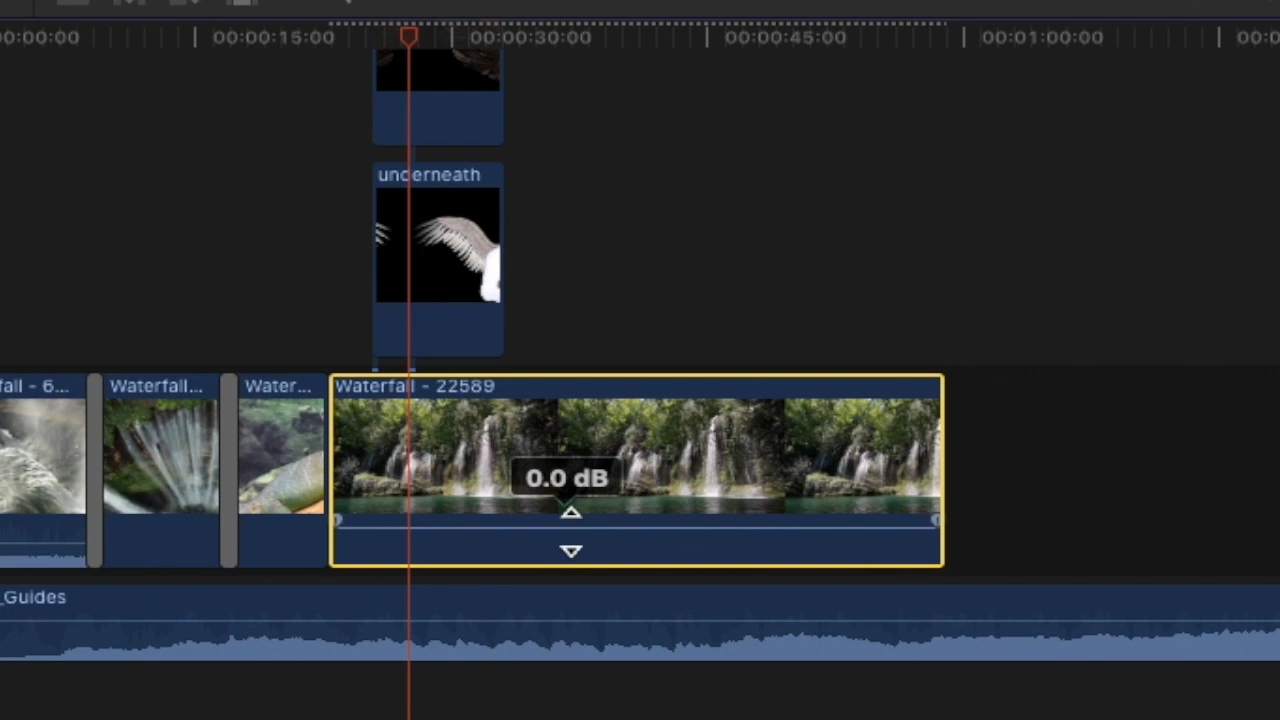 0:00:00 00:00:15:00 00:00:30:00 00:00:45:00 00:01:00:00 00:0
underneath
fall - 6... Waterfall... Water... Waterfall - 22589
0.0 dB
_Guides